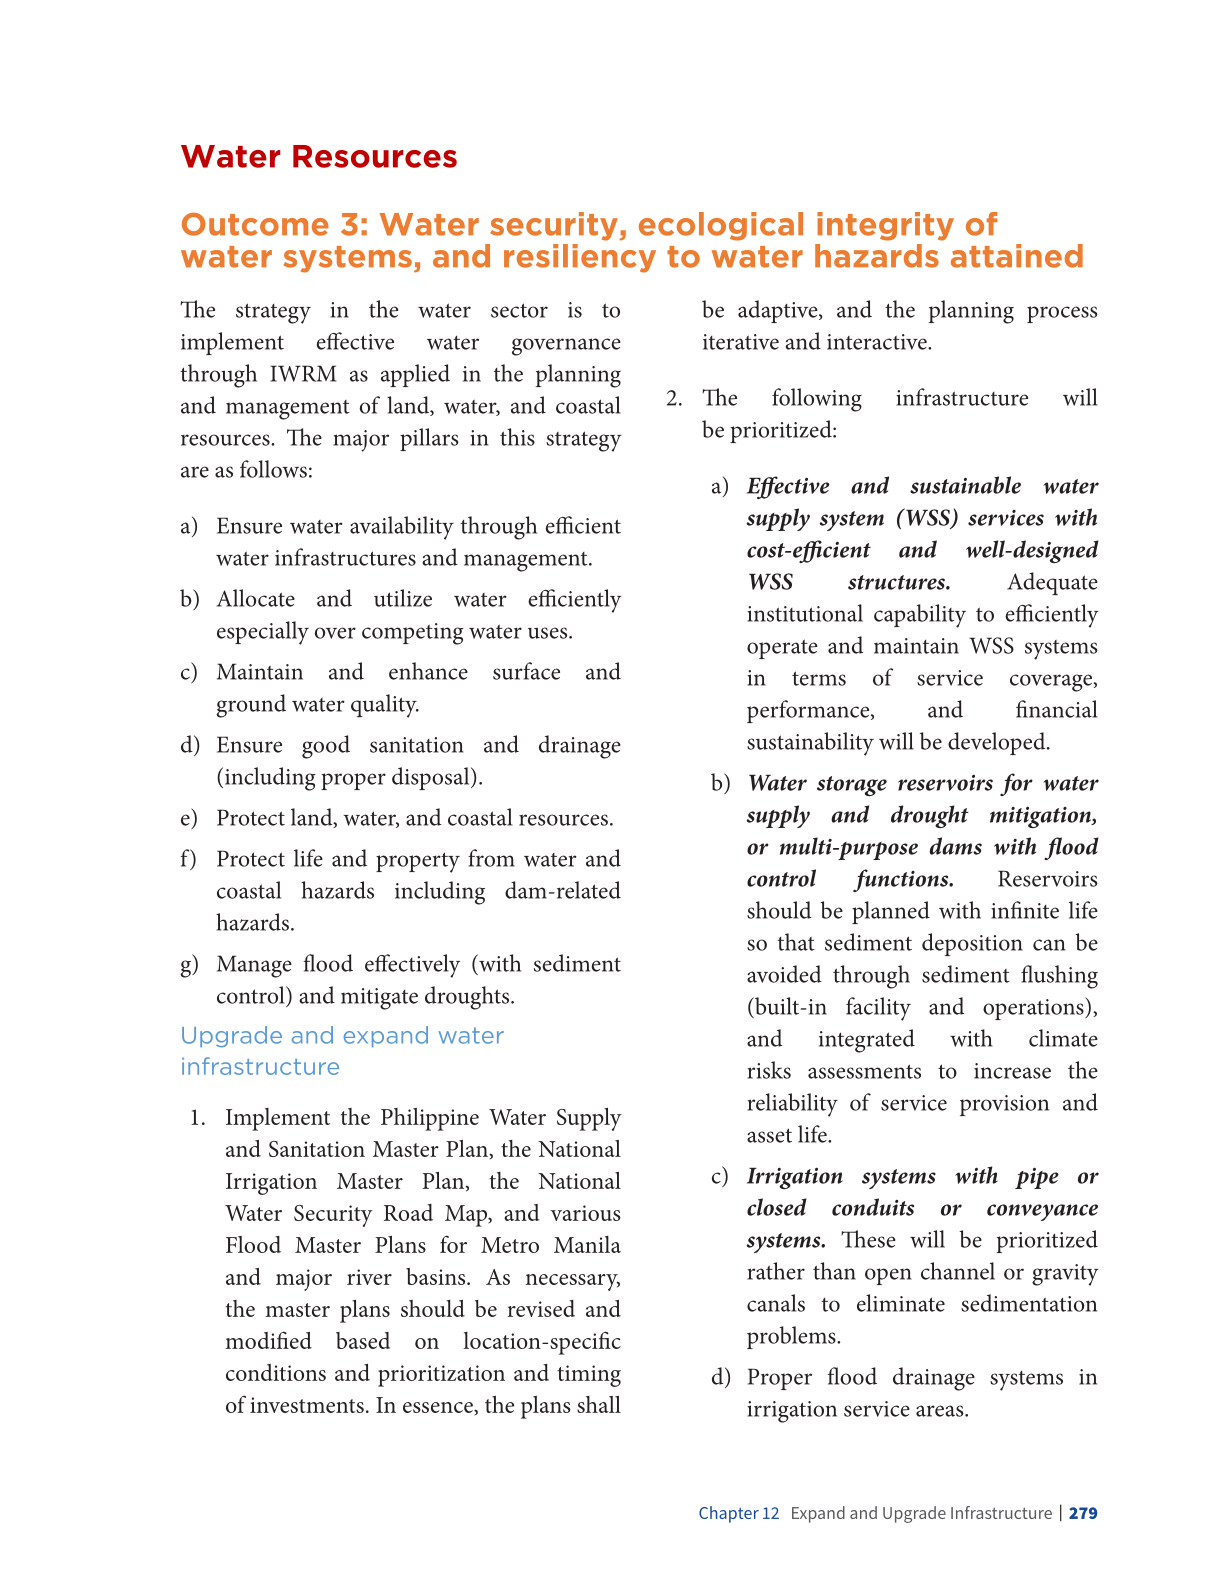 Water Resources
Outcome 3: Water security, ecological integrity of
water systems, and resiliency to water hazards attained
The strategy in the water sector is to
implement effective water governance
through IWRM as applied in the planning
and management of land, water, and coastal
resources. The major pillars in this strategy
are as follows:
a) Ensure water availability through efficient
water infrastructures and management.
b) Allocate and utilize water efficiently
especially over competing water uses.
c) Maintain and enhance surface and
ground water quality.
d) Ensure good sanitation and drainage
(including proper disposal).
e) Protect land, water, and coastal resources.
f) Protect life and property from water and
coastal hazards including dam-related
hazards.
g) Manage flood effectively (with sediment
control) and mitigate droughts.
Upgrade and expand water
infrastructure
1. Implement the Philippine Water Supply
and Sanitation Master Plan, the National
Irrigation Master Plan, the National
Water Security Road Map, and various
Flood Master Plans for Metro Manila
and major river basins. As necessary,
the master plans should be revised and
modified based on location-specific
conditions and prioritization and timing
of investments. In essence, the plans shall
be adaptive, and the planning process
iterative and interactive.
2. The following infrastructure will
be prioritized:
a) Effective and sustainable water
supply system (WSS) services with
cost-efficient and well-designed
WSS structures. Adequate
institutional capability to efficiently
operate and maintain WSS systems
in terms of service coverage,
performance, and financial
sustainability will be developed.
b) Water storage reservoirs for water
supply and drought mitigation,
or multi-purpose dams with flood
control functions. Reservoirs
should be planned with infinite life
so that sediment deposition can be
avoided through sediment flushing
(built-in facility and operations),
and integrated with climate
risks assessments to increase the
reliability of service provision and
asset life.
c) Irrigation systems with pipe or
closed conduits or conveyance
systems. These will be prioritized
rather than open channel or gravity
canals to eliminate sedimentation
problems.
d) Proper flood drainage systems in
irrigation service areas.
Chapter 12 Expand and Upgrade Infrastructure | 279